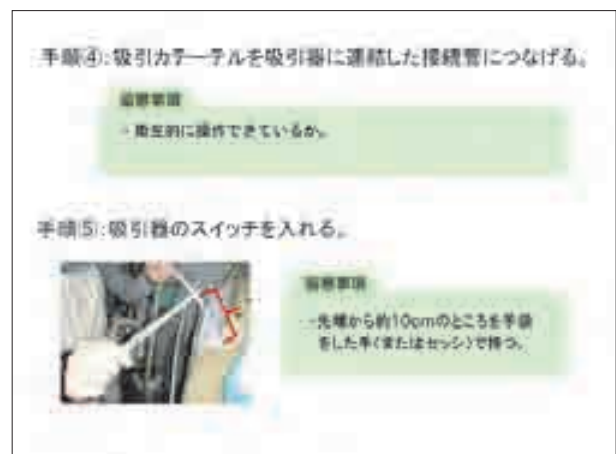 手順④:吸引カテーテルを吸引器に連結した接続管につなげる。
留意事項
・衛生的に操作できているか。
手順⑤:吸引器のスイッチを入れる。
留意事項
・先端から約10cmのところを手袋
をした手(またはセッシ)で持つ。